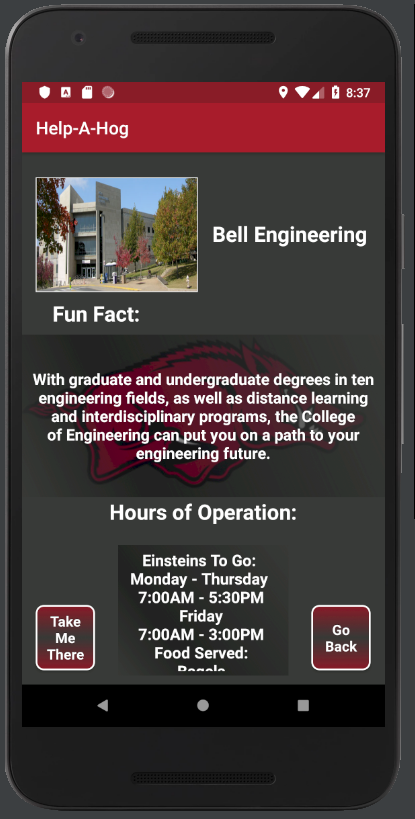 8:37
Help-A-Hog
Bell Engineering
Fun Fact:
With graduate and undergraduate degrees in ten
engineering fields, as well as distance learning
and interdisciplinary programs, the College
of Engineering can put you on a path to your
engineering future.
Hours of Operation:
Einsteins To Go:
Monday - Thursday
7:00AM - 5:30PM
Friday
7:00AM - 3:00PM
Food Served:
Bagels
Take
Me
There
Go
Back